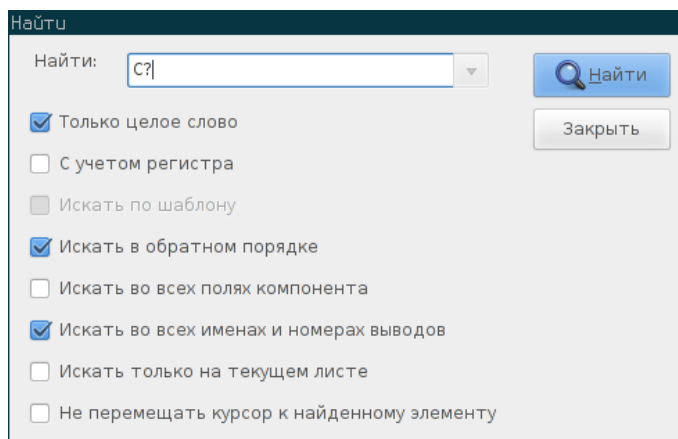 Найти
Найти:
C?
Найти
Закрыть
Только целое слово
С учетом регистра
Искать по шаблону
Искать в обратном порядке
Искать во всех полях компонента
Искать во всех именах и номерах выводов
Искать только на текущем листе
Не перемещать курсор к найденному элементу